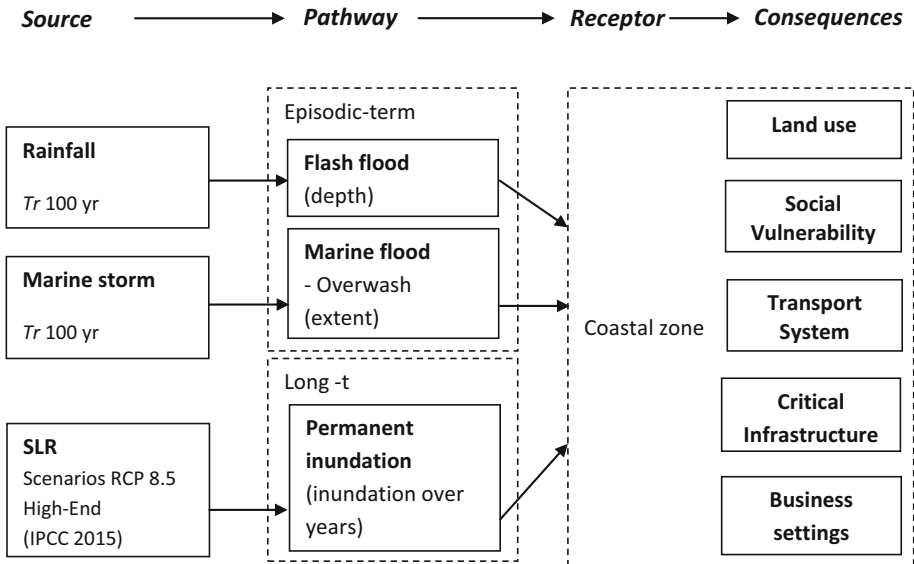 Source
Pathway
Receptor
Consequences
Episodic-term
Rainfall
Tr 100 yr
Flash flood
(depth)
Marine storm
Tr 100 yr
Marine flood
- Overwash
(extent)
Long -t
SLR
Scenarios RCP 8.5
High-End
(IPCC 2015)
Permanent
inundation
(inundation over
years)
Coastal zone
Land use
Social
Vulnerability
Transport
System
Critical
Infrastructure
Business
settings